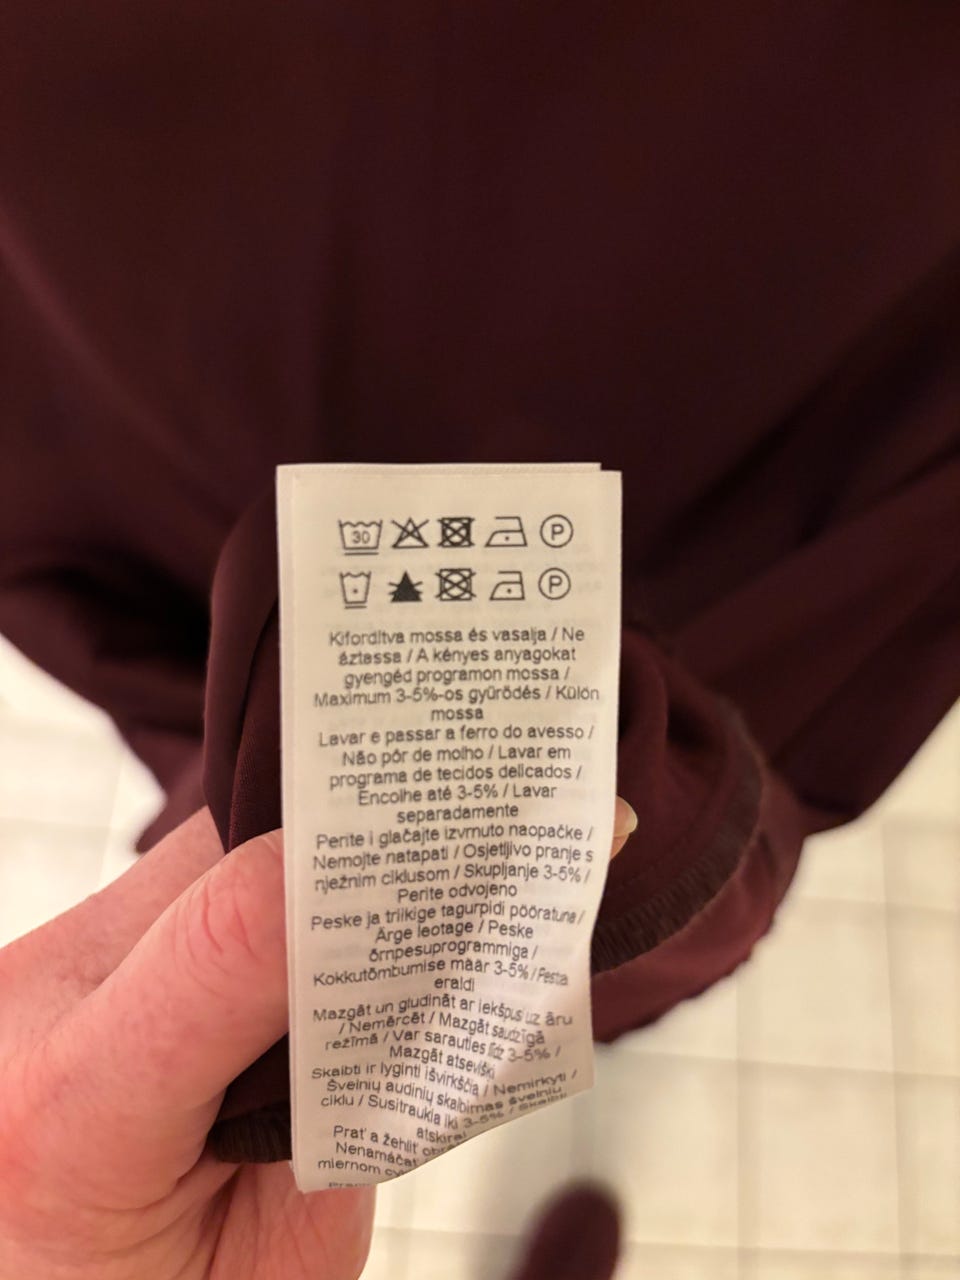 30 P
P
Kifordítva mossa és vasalja / Ne
áztassa / A kényes anyagokat
gyengéd programon mossa /
Maximum 3-5%-os gyűrődés / Külön
mossa
Lavar e passar a ferro do avesso /
Não pôr de molho / Lavar em
programa de tecidos delicados /
Encolhe até 3-5% / Lavar
separadamente
Perite i glačajte izvrnuto naopačke /
Nemojte natapati / Osjetljivo pranje s
nježnim ciklusom / Skupljanje 3-5% /
Perite odvojeno
Peske ja triikige tagurpidi pööratuna /
Ärge leotage / Peske
õrnpesuprogrammiga /
Kokkutõmbumise määr 3-5% / Pesta
eraldi
Mazgāt un gludināt ar iekšpus uz āru
/ Nemērcēt / Mazgāt saudzīgā
režīmā / Var sarauties līdz 3-5% /
Mazgāt atsevišķi
Skalbti ir lyginti išvirkščią / Nemirkyti /
Švelnių audinių skalbimas švelniu
ciklu / Susitraukia iki 3-5% / Skalbti
atskirai
Prať a žehliť
Nenamáčať
miernom